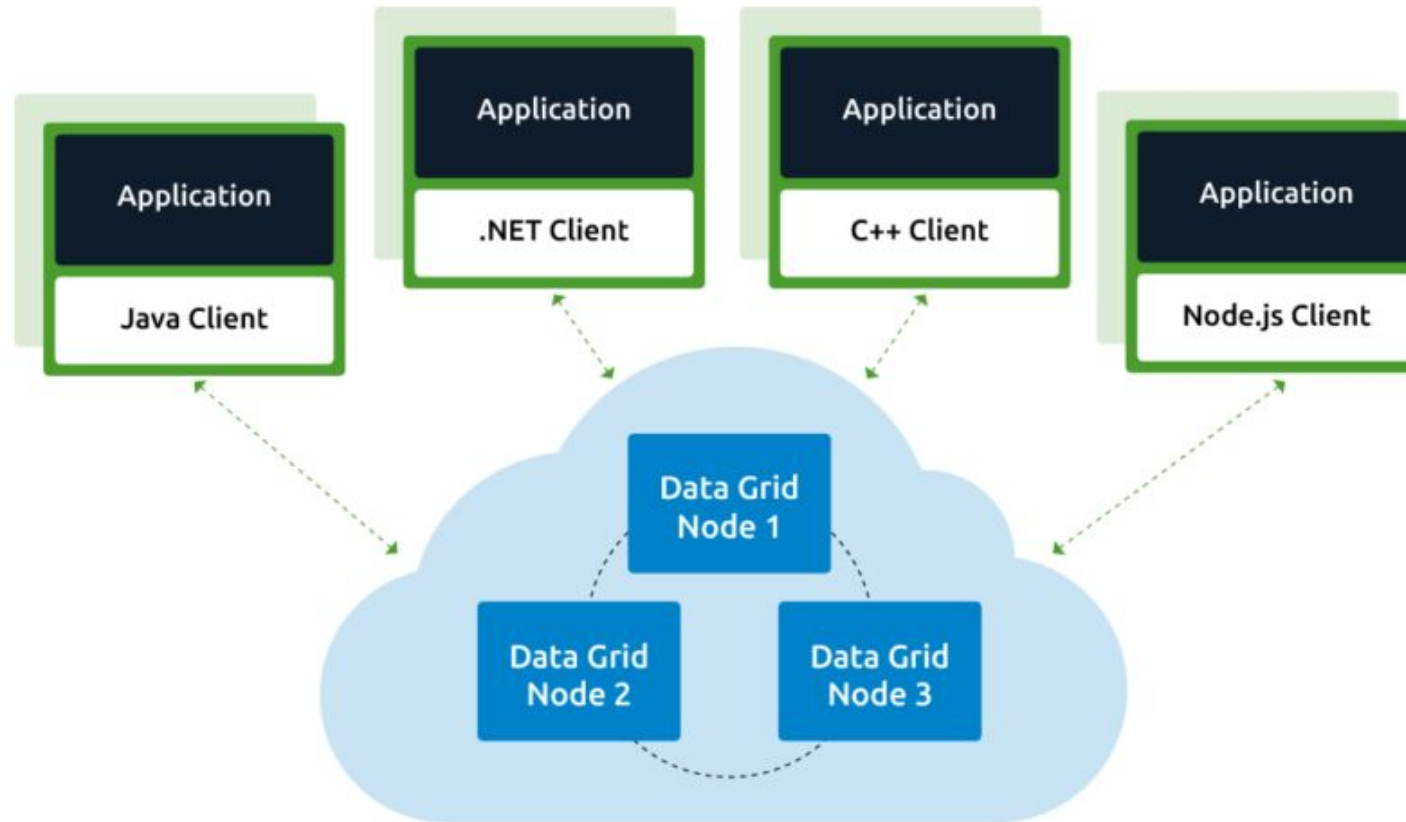 Application
Java Client
Application
.NET Client
Application
C++ Client
Application
Node.js Client
Data Grid
Node 1
Data Grid
Node 2
Data Grid
Node 3